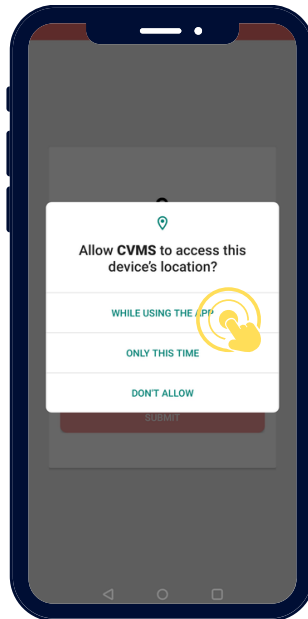 Allow CVMS to access this
device's location?
WHILE USING THE APP
ONLY THIS TIME
DON'T ALLOW
SUBMIT